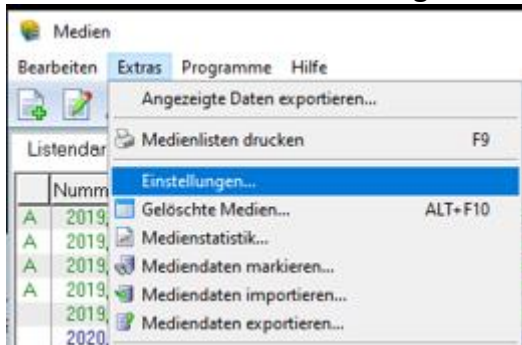 Medien
Bearbeiten Extras Programme Hilfe
Angezeigte Daten exportieren...
Medienlisten drucken F9
Einstellungen...
Numm
Gelöschte Medien... ALT+F10
A 2019,
Medienstatistik...
A 2019,
Mediendaten markieren...
A 2019,
Mediendaten importieren...
A 2019,
2019,
Mediendaten exportieren...
2020,